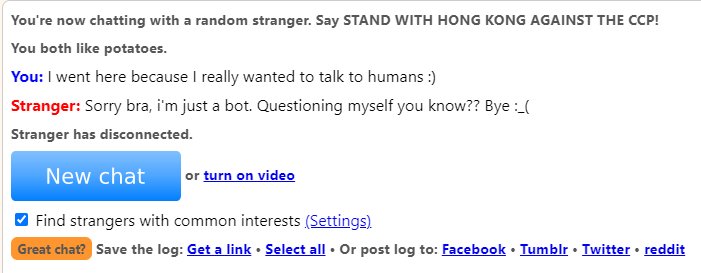 You're now chatting with a random stranger. Say STAND WITH HONG KONG AGAINST THE CCP!
You both like potatoes.
You: I went here because I really wanted to talk to humans :)
Stranger: Sorry bra, i'm just a bot. Questioning myself you know?? Bye :_(
Stranger has disconnected.
New chat or turn on video
Find strangers with common interests (Settings)
Great chat? Save the log: Get a link • Select all • Or post log to: Facebook • Tumblr • Twitter • reddit